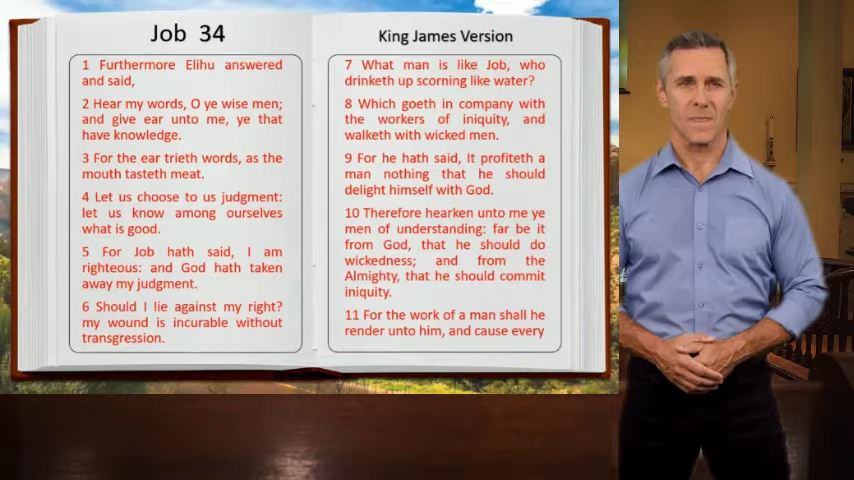 Job 34
1 Furthermore Elihu answered
and said,
2 Hear my words, O ye wise men;
and give ear unto me, ye that
have knowledge.
3 For the ear trieth words, as the
mouth tasteth meat.
4 Let us choose to us judgment:
let us know among ourselves
what is good.
5 For Job hath said, I am
righteous: and God hath taken
away my judgment.
6 Should I lie against my right?
my wound is incurable without
transgression.
King James Version
7 What man is like Job, who
drinketh up scorning like water?
8 Which goeth in company with
the workers of iniquity, and
walketh with wicked men.
9 For he hath said, It profiteth a
man nothing that he should
delight himself with God.
10 Therefore hearken unto me ye
men of understanding: far be it
from God, that he should do
wickedness; and from the
Almighty, that he should commit
iniquity.
11 For the work of a man shall he
render unto him, and cause every